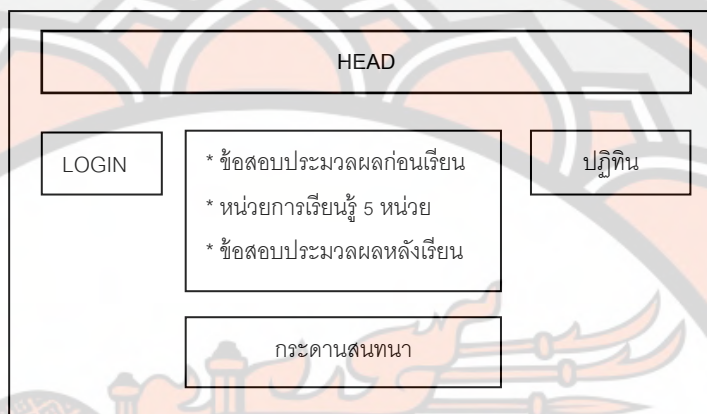 HEAD
LOGIN
* ข้อสอบประมวลผลก่อนเรียน
* หน่วยการเรียนรู้ 5 หน่วย
* ข้อสอบประมวลผลหลังเรียน
ปฏิทิน
กระดานสนทนา